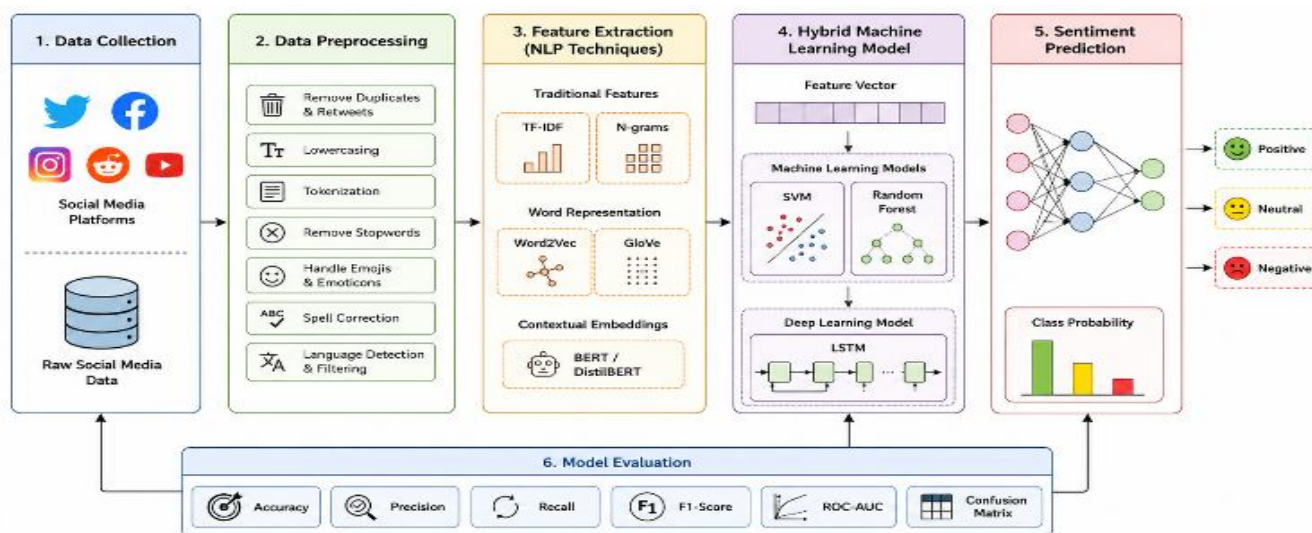 1. Data Collection
Social Media
Platforms
Raw Social Media
Data
2. Data Preprocessing
Remove Duplicates
& Retweets
TT
Lowercasing
Tokenization
Remove Stopwords
Handle Emojis
& Emoticons
ABC
Spell Correction
文A
Language Detection
& Filtering
3. Feature Extraction
(NLP Techniques)
Traditional Features
TF-IDF
N-grams
Word Representation
Word2Vec
GloVe
Contextual Embeddings
BERT /
DistilBERT
4. Hybrid Machine
Learning Model
Feature Vector
Machine Learning Models
SVM
Random
Forest
Deep Learning Model
LSTM
...
5. Sentiment
Prediction
Class Probability
Positive
Neutral
Negative
6. Model Evaluation
Accuracy
Precision
Recall
F1
F1-Score
ROC-AUC
Confusion
Matrix